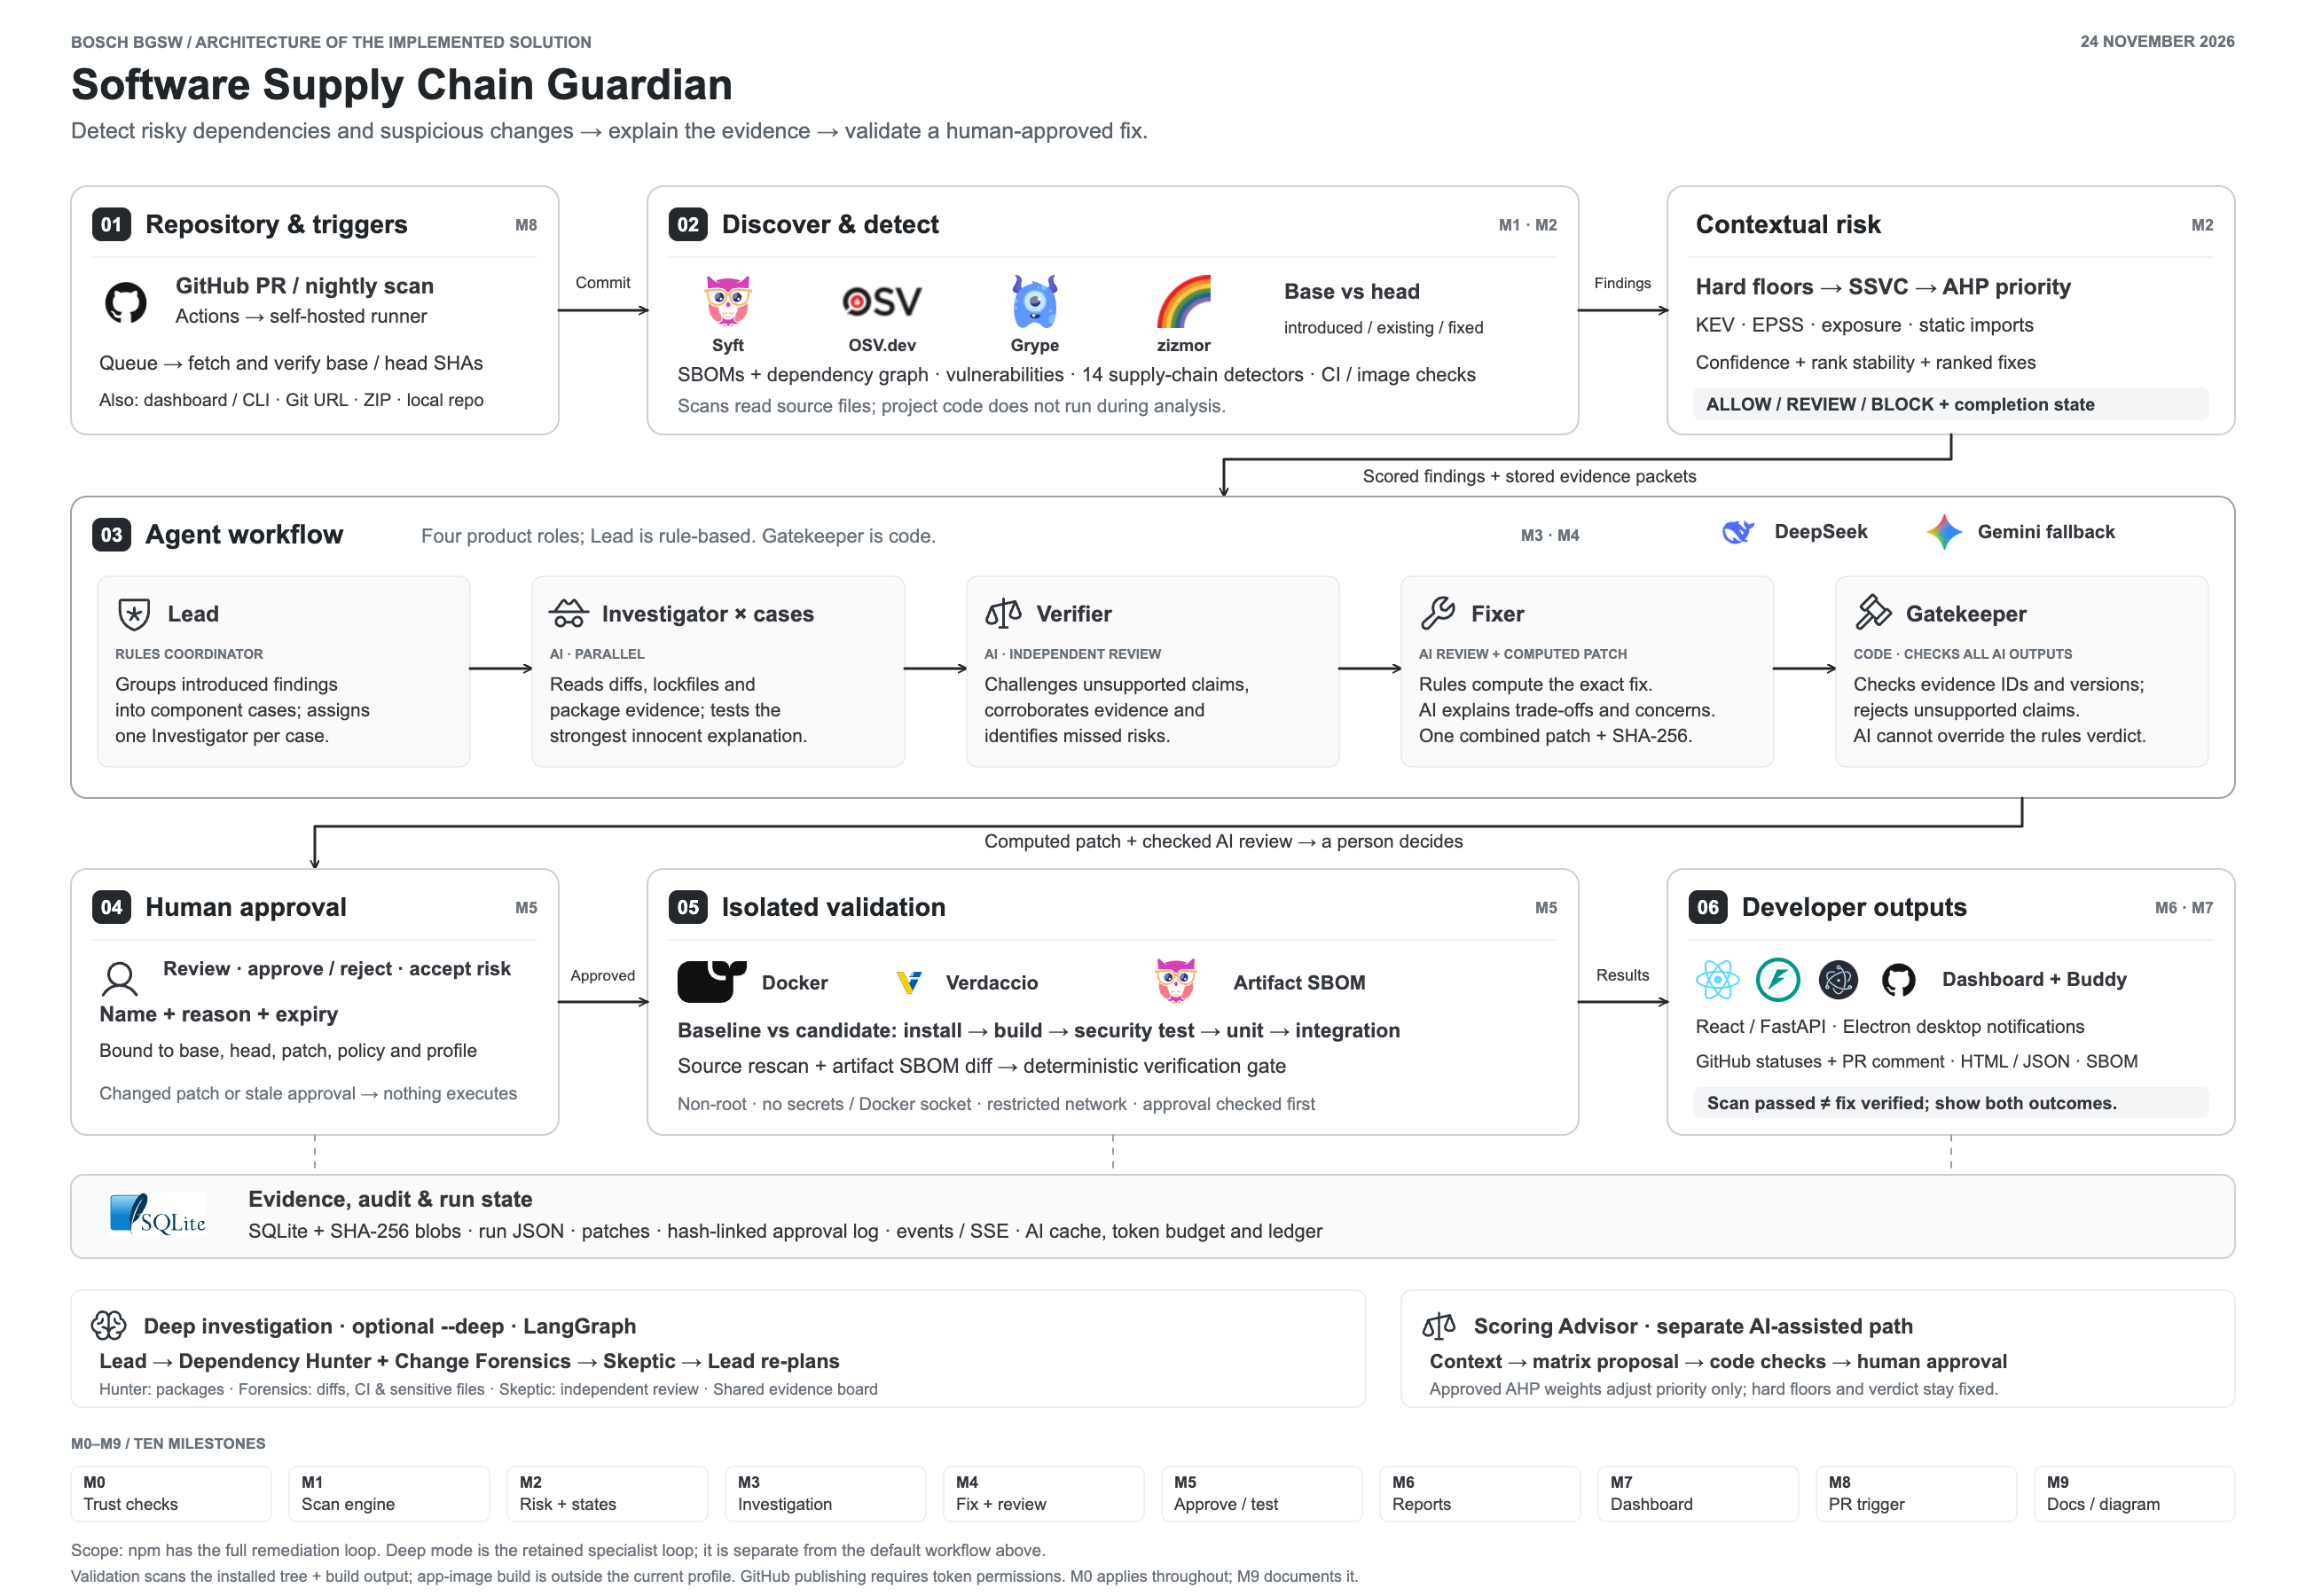 BOSCH BGSW / ARCHITECTURE OF THE IMPLEMENTED SOLUTION
24 NOVEMBER 2026
Software Supply Chain Guardian
Detect risky dependencies and suspicious changes → explain the evidence → validate a human-approved fix.
01 Repository & triggers M8
GitHub PR / nightly scan
Actions → self-hosted runner
Queue → fetch and verify base / head SHAs
Also: dashboard / CLI · Git URL · ZIP · local repo
Commit
02 Discover & detect M1 · M2
OSV
Syft
OSV.dev
Grype
zizmor
Base vs head
introduced / existing / fixed
SBOMs + dependency graph · vulnerabilities · 14 supply-chain detectors · CI / image checks
Scans read source files; project code does not run during analysis.
Findings
Contextual risk M2
Hard floors → SSVC → AHP priority
KEV · EPSS · exposure · static imports
Confidence + rank stability + ranked fixes
ALLOW / REVIEW / BLOCK + completion state
Scored findings + stored evidence packets
03 Agent workflow
Four product roles; Lead is rule-based. Gatekeeper is code.
M3 · M4
DeepSeek
Gemini fallback
Lead
RULES COORDINATOR
Groups introduced findings
into component cases; assigns
one Investigator per case.
Investigator × cases
AI · PARALLEL
Reads diffs, lockfiles and
package evidence; tests the
strongest innocent explanation.
Verifier
AI · INDEPENDENT REVIEW
Challenges unsupported claims,
corroborates evidence and
identifies missed risks.
Fixer
AI REVIEW + COMPUTED PATCH
Rules compute the exact fix.
AI explains trade-offs and concerns.
One combined patch + SHA-256.
Gatekeeper
CODE · CHECKS ALL AI OUTPUTS
Checks evidence IDs and versions;
rejects unsupported claims.
AI cannot override the rules verdict.
Computed patch + checked AI review → a person decides
04 Human approval M5
Review · approve / reject · accept risk
Name + reason + expiry
Bound to base, head, patch, policy and profile
Changed patch or stale approval → nothing executes
Approved
05 Isolated validation M5
Docker
Verdaccio
Artifact SBOM
Baseline vs candidate: install → build → security test → unit → integration
Source rescan + artifact SBOM diff → deterministic verification gate
Non-root · no secrets / Docker socket · restricted network · approval checked first
Results
06 Developer outputs M6 · M7
Dashboard + Buddy
React / FastAPI · Electron desktop notifications
GitHub statuses + PR comment · HTML / JSON · SBOM
Scan passed ≠ fix verified; show both outcomes.
SQLite
Evidence, audit & run state
SQLite + SHA-256 blobs · run JSON · patches · hash-linked approval log · events / SSE · AI cache, token budget and ledger
Deep investigation · optional --deep · LangGraph
Lead → Dependency Hunter + Change Forensics → Skeptic → Lead re-plans
Hunter: packages · Forensics: diffs, CI & sensitive files · Skeptic: independent review · Shared evidence board
Scoring Advisor · separate AI-assisted path
Context → matrix proposal → code checks → human approval
Approved AHP weights adjust priority only; hard floors and verdict stay fixed.
M0–M9 / TEN MILESTONES
M0
Trust checks
M1
Scan engine
M2
Risk + states
M3
Investigation
M4
Fix + review
M5
Approve / test
M6
Reports
M7
Dashboard
M8
PR trigger
M9
Docs / diagram
Scope: npm has the full remediation loop. Deep mode is the retained specialist loop; it is separate from the default workflow above.
Validation scans the installed tree + build output; app-image build is outside the current profile. GitHub publishing requires token permissions. M0 applies throughout; M9 documents it.